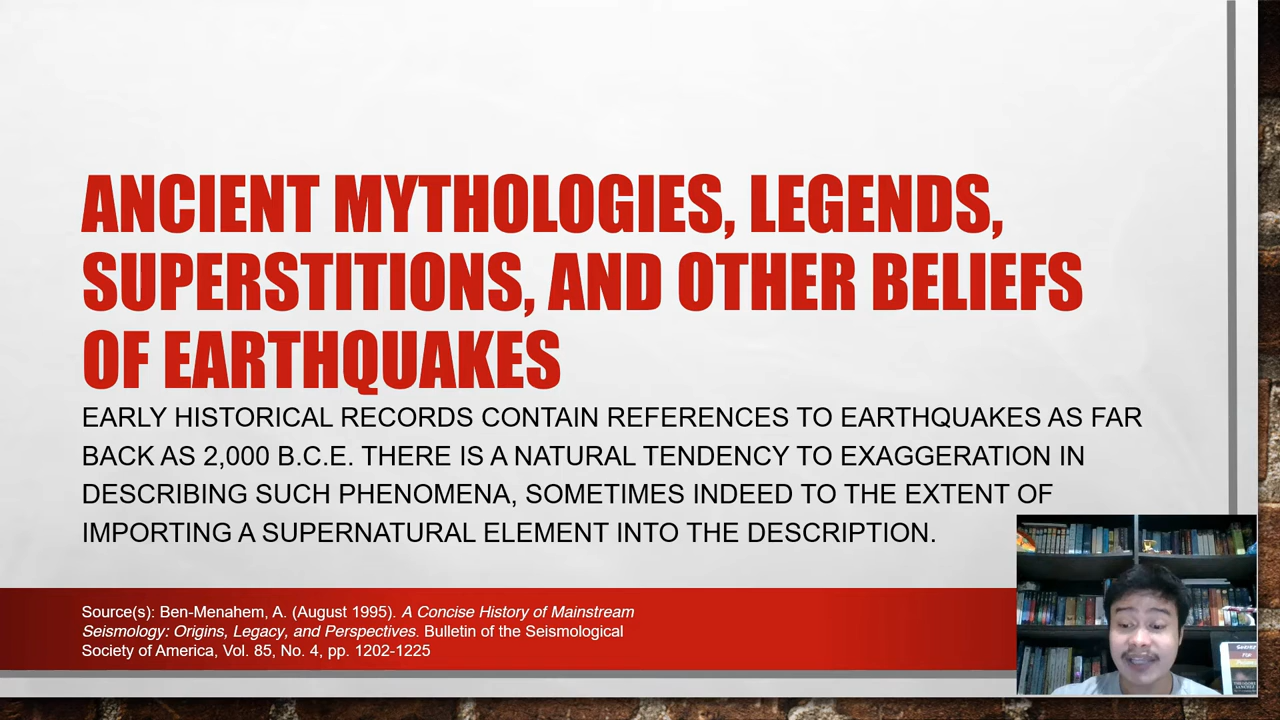 ANCIENT MYTHOLOGIES, LEGENDS,
SUPERSTITIONS, AND OTHER BELIEFS
OF EARTHQUAKES
EARLY HISTORICAL RECORDS CONTAIN REFERENCES TO EARTHQUAKES AS FAR
BACK AS 2,000 B.C.E. THERE IS A NATURAL TENDENCY TO EXAGGERATION IN
DESCRIBING SUCH PHENOMENA, SOMETIMES INDEED TO THE EXTENT OF
IMPORTING A SUPERNATURAL ELEMENT INTO THE DESCRIPTION.
Source(s): Ben-Menahem, A. (August 1995). A Concise History of Mainstream
Seismology: Origins, Legacy, and Perspectives. Bulletin of the Seismological
Society of America, Vol. 85, No. 4, pp. 1202-1225